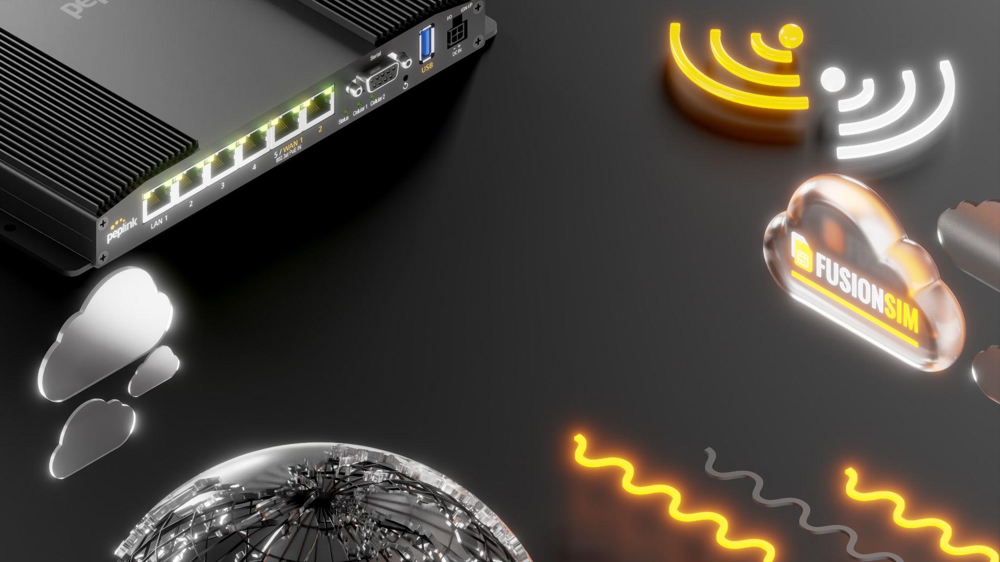 pep
IGN I/P
I/O
- +
DC IN
Serial
USB
Cellular 2
Cellular 1
Status
2
5 / WAN 1
802.3at PoE IN
4
3
2
LAN 1
peplink
FUSIONSIM